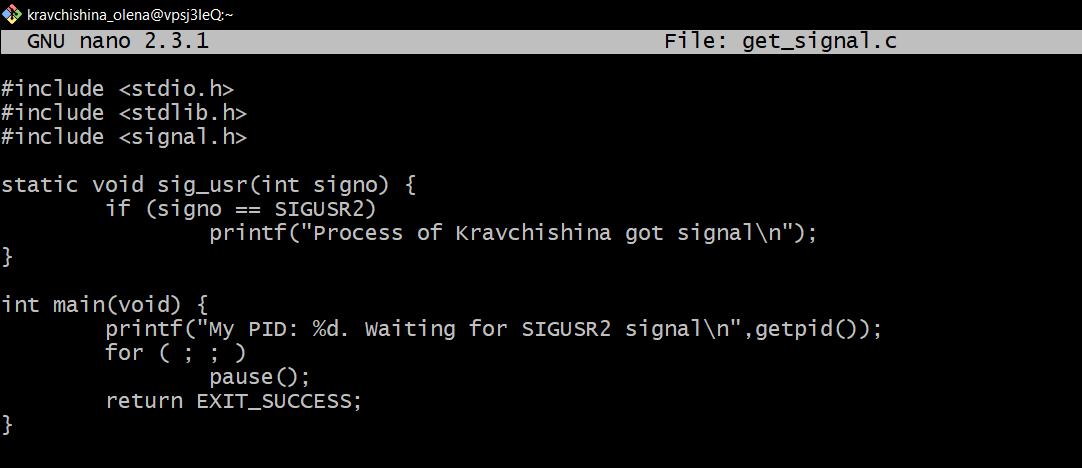 kravchishina_olena@vpsj3IeQ:~
GNU nano 2.3.1 File: get_signal.c
#include <stdio.h>
#include <stdlib.h>
#include <signal.h>
static void sig_usr(int signo) {
        if (signo == SIGUSR2)
                printf("Process of Kravchishina got signal\n");
}
int main(void) {
        printf("My PID: %d. Waiting for SIGUSR2 signal\n",getpid());
        for ( ; ; )
                pause();
        return EXIT_SUCCESS;
}